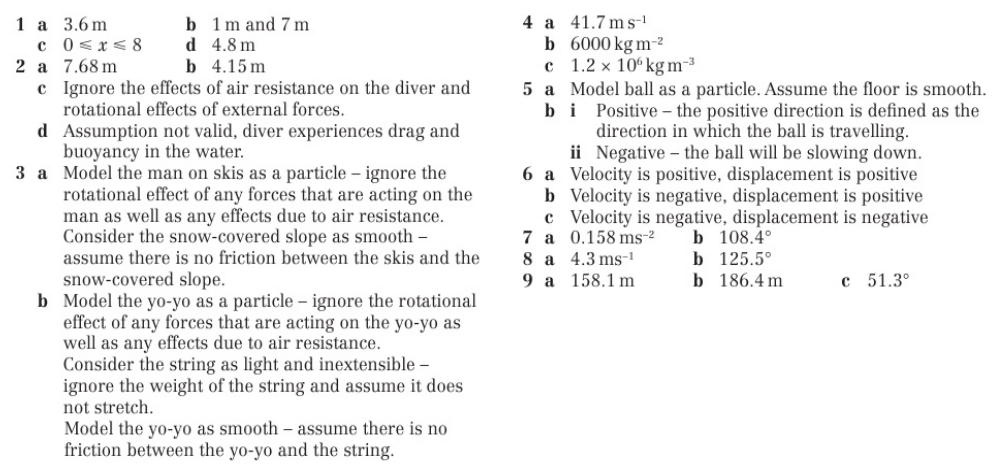 1 a 3.6 m b 1 m and 7 m
c 0 ⩽ x ⩽ 8 d 4.8 m
2 a 7.68 m b 4.15 m
c Ignore the effects of air resistance on the diver and
rotational effects of external forces.
d Assumption not valid, diver experiences drag and
buoyancy in the water.
3 a Model the man on skis as a particle – ignore the
rotational effect of any forces that are acting on the
man as well as any effects due to air resistance.
Consider the snow-covered slope as smooth –
assume there is no friction between the skis and the
snow-covered slope.
b Model the yo-yo as a particle – ignore the rotational
effect of any forces that are acting on the yo-yo as
well as any effects due to air resistance.
Consider the string as light and inextensible –
ignore the weight of the string and assume it does
not stretch.
Model the yo-yo as smooth – assume there is no
friction between the yo-yo and the string.
4 a 41.7 m s⁻¹
b 6000 kg m⁻²
c 1.2 × 10⁶ kg m⁻³
5 a Model ball as a particle. Assume the floor is smooth.
b i Positive – the positive direction is defined as the
direction in which the ball is travelling.
ii Negative – the ball will be slowing down.
6 a Velocity is positive, displacement is positive
b Velocity is negative, displacement is positive
c Velocity is negative, displacement is negative
7 a 0.158 ms⁻² b 108.4°
8 a 4.3 ms⁻¹ b 125.5°
9 a 158.1 m b 186.4 m c 51.3°